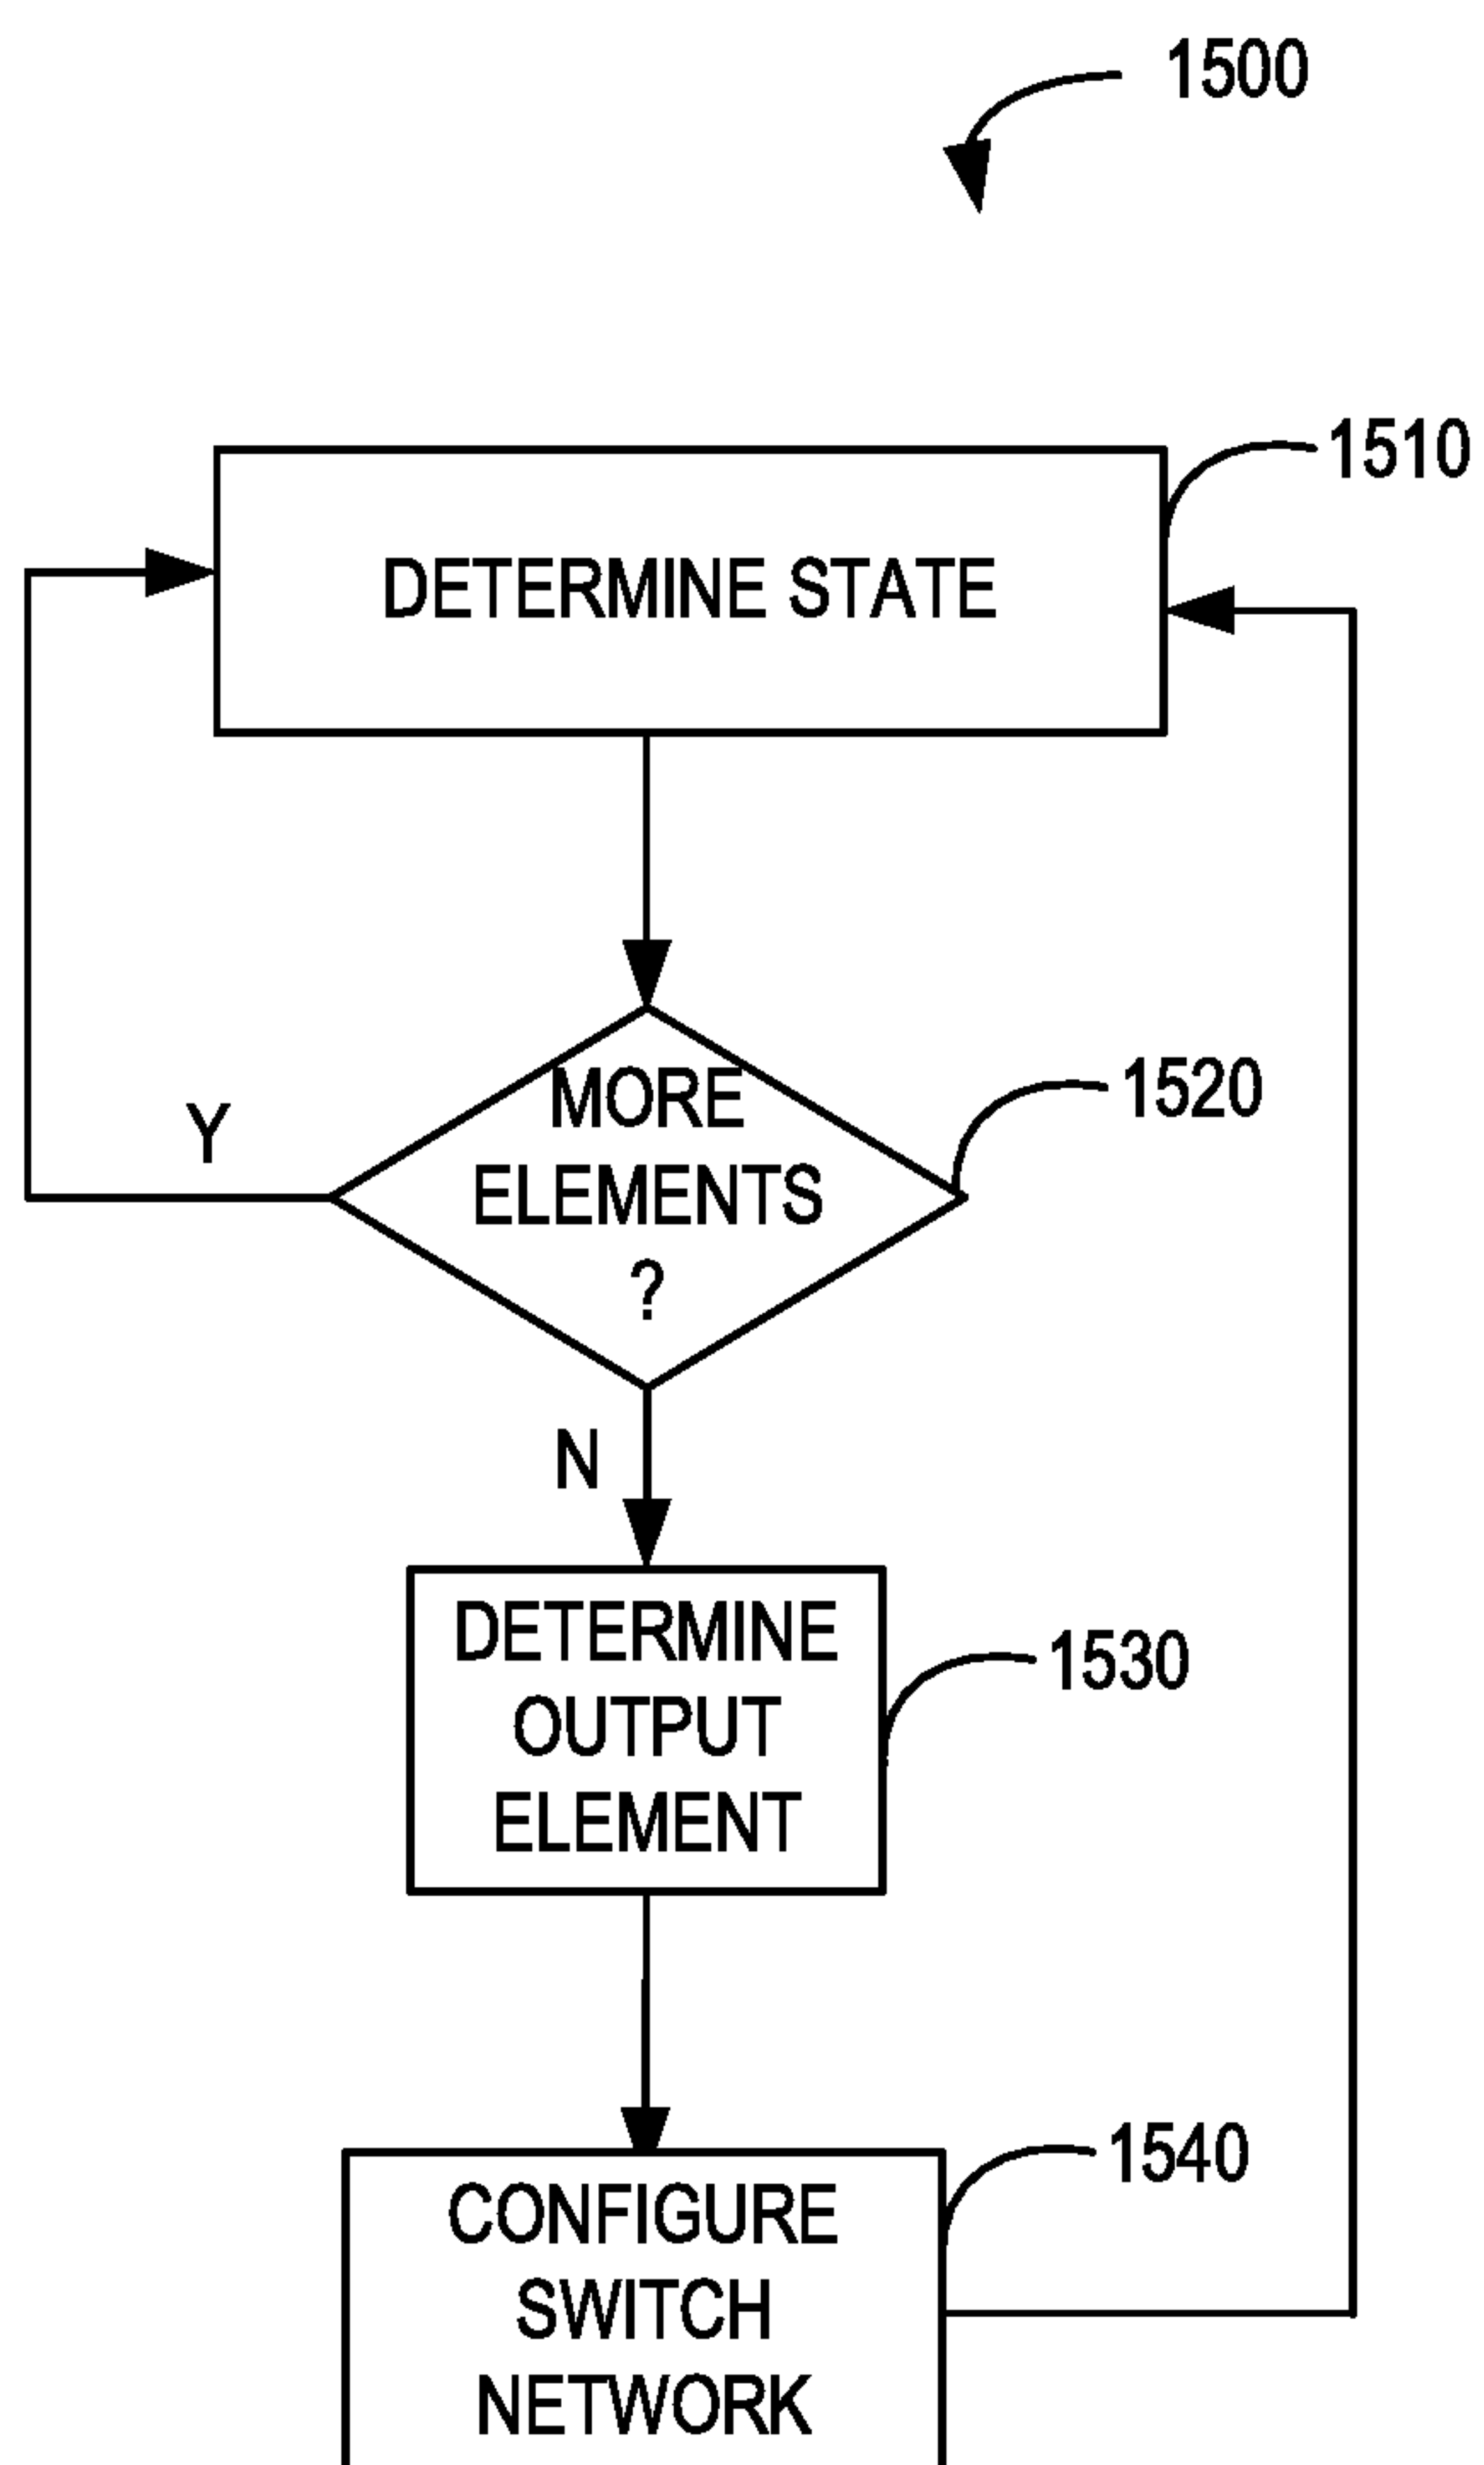 1500
1510
DETERMINE STATE
1520
MORE
ELEMENTS
?
Y
N
DETERMINE
OUTPUT
ELEMENT
1530
1540
CONFIGURE
SWITCH
NETWORK